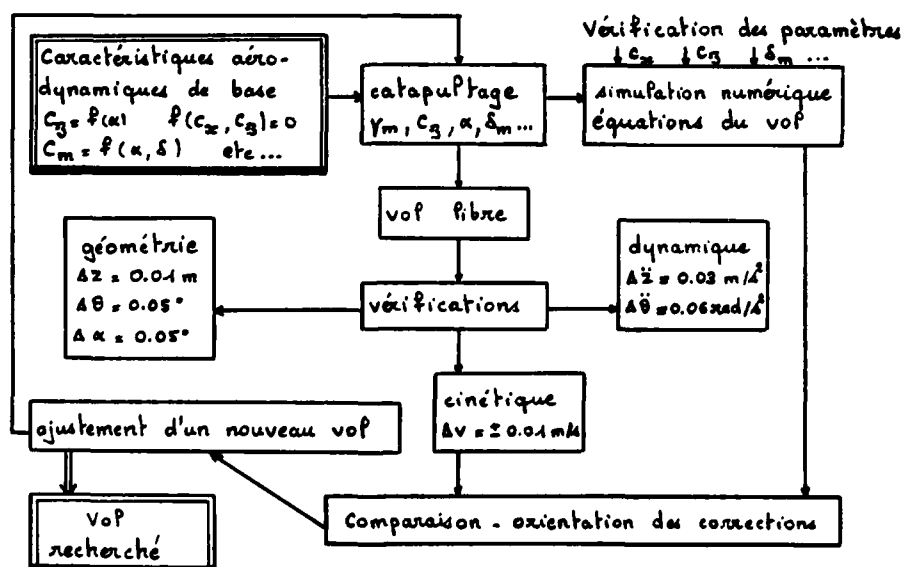 Vérification des paramètres
Cx Cz δm ...
Caractéristiques aéro-
dynamiques de base
Cz = f(α) f(Cx, Cz) = 0
Cm = f(α, δ) etc...
catapultage
γm, Cz, α, δm...
simulation numérique
équations du vol
vol libre
géométrie
Δz = 0.01 m
Δθ = 0.05°
Δα = 0.05°
vérifications
dynamique
Δz̈ = 0.03 m/s²
Δθ̈ = 0.06 rad/s²
cinétique
Δv = ± 0.01 m/s
ajustement d'un nouveau vol
vol
recherché
Comparaison - orientation des corrections